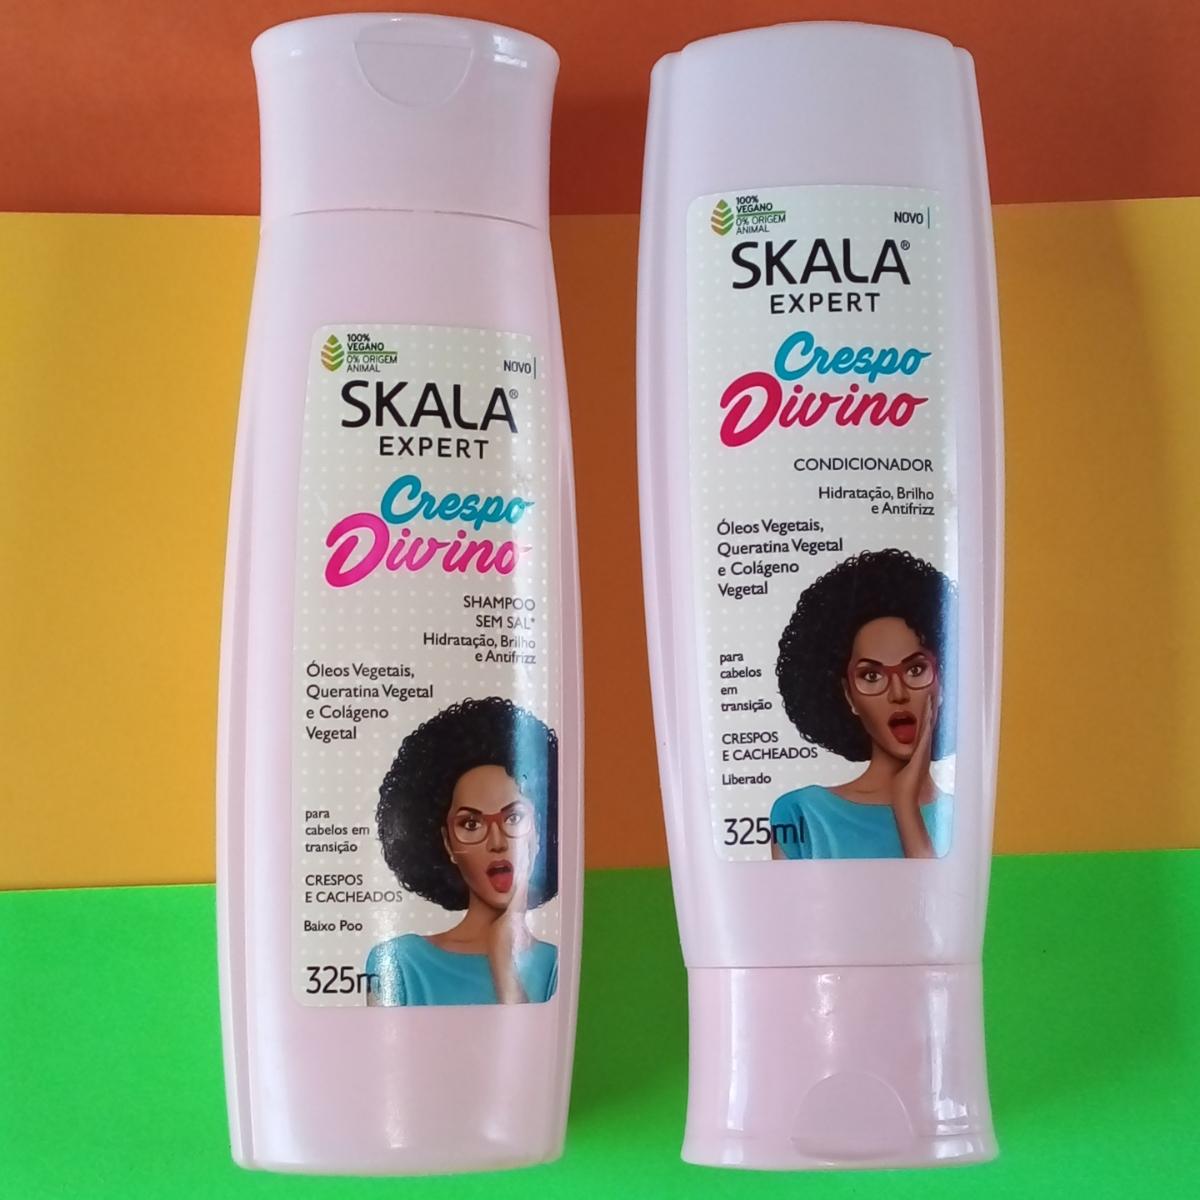 100%
VEGANO
0% ORIGEM
ANIMAL
NOVO
SKALA®
EXPERT
Crespo
Divino
SHAMPOO
SEM SAL*
Hidratação, Brilho
e Antifrizz
Óleos Vegetais,
Queratina Vegetal
e Colágeno
Vegetal
para
cabelos em
transição
CRESPOS
E CACHEADOS
Baixo Poo
325m
100%
VEGANO
0% ORIGEM
ANIMAL
NOVO
SKALA®
EXPERT
Crespo
Divino
CONDICIONADOR
Hidratação, Brilho
e Antifrizz
Óleos Vegetais,
Queratina Vegetal
e Colágeno
Vegetal
para
cabelos
em
transição
CRESPOS
E CACHEADOS
Liberado
325ml